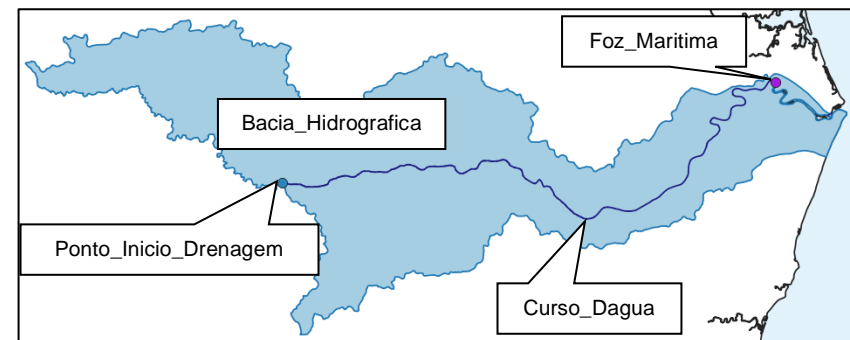 Foz_Maritima
Bacia_Hidrografica
Ponto_Inicio_Drenagem
Curso_Dagua